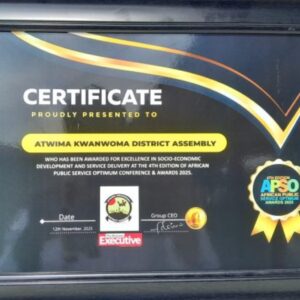 CERTIFICATE
PROUDLY PRESENTED TO
ATWIMA KWANWOMA DISTRICT ASSEMBLY
WHO HAS BEEN AWARDED FOR EXCELLENCE IN SOCIO-ECONOMIC
DEVELOPMENT AND SERVICE DELIVERY AT THE 4TH EDITION OF AFRICAN
PUBLIC SERVICE OPTIMUM CONFERENCE & AWARDS 2025.
4TH EDITION
APSO
AFRICAN PUBLIC
SERVICE OPTIMUM
AWARDS 2025
Date
12th November, 2025
Group CEO
Executive